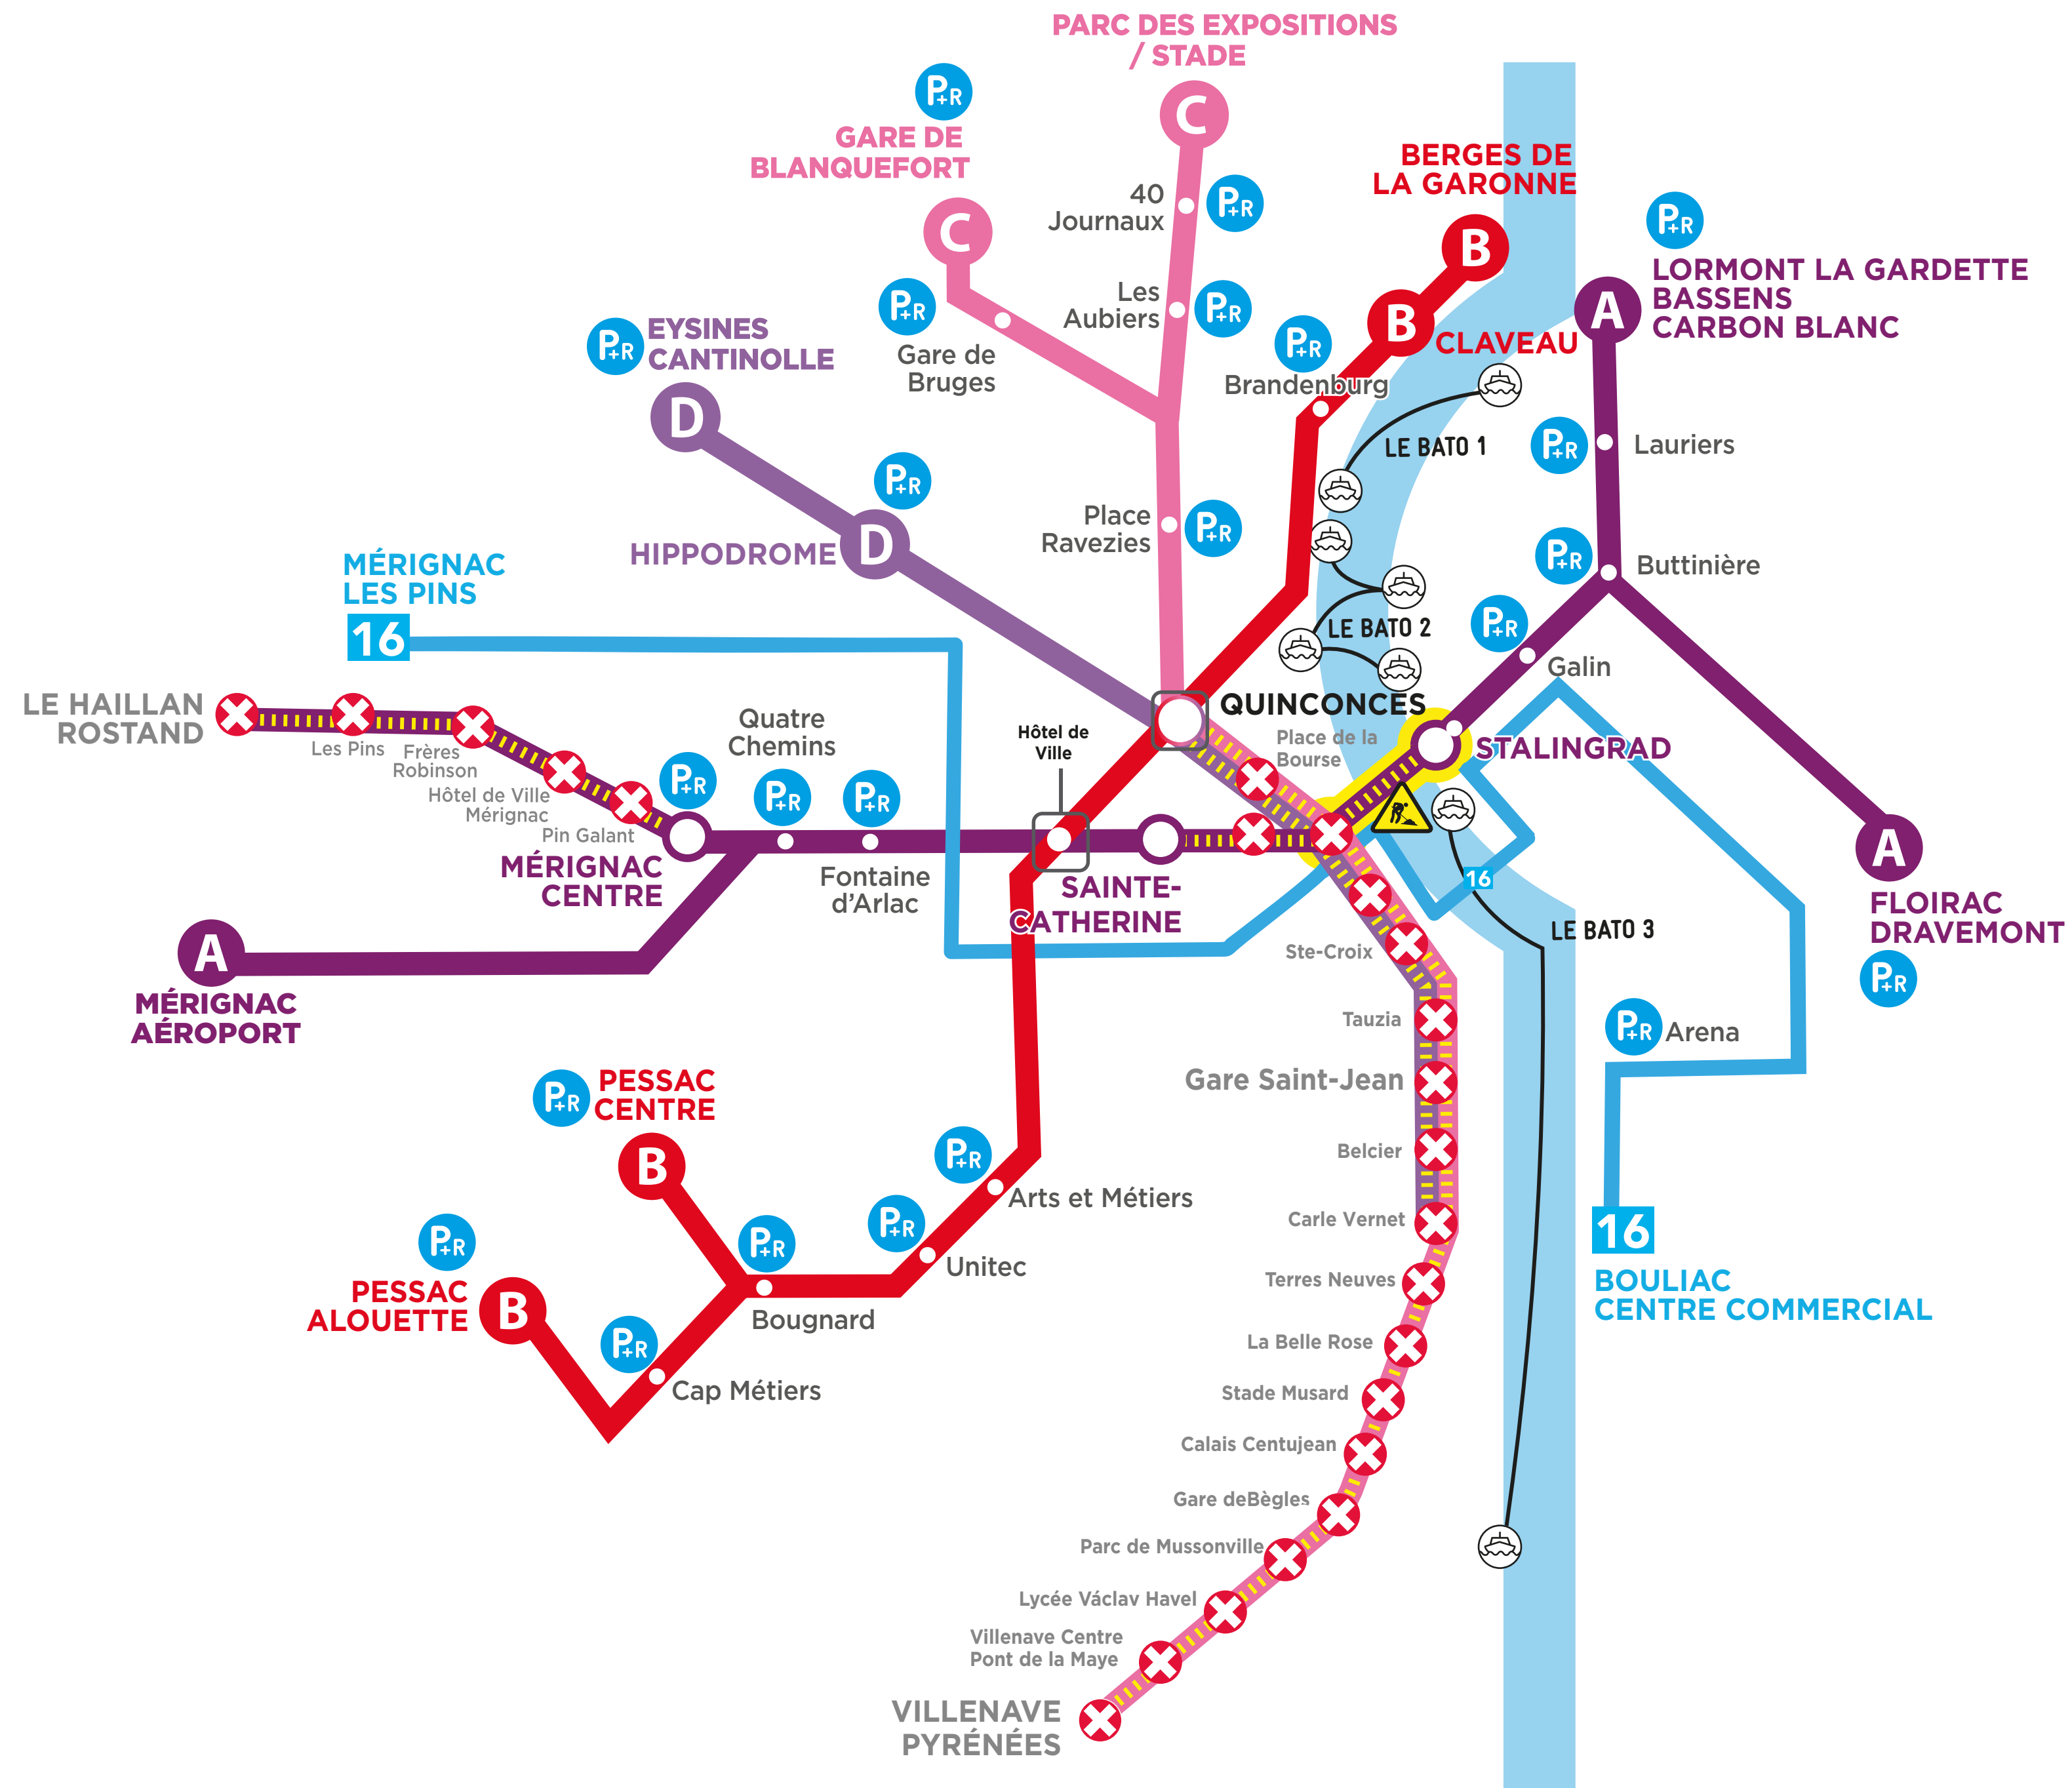 PARC DES EXPOSITIONS
/ STADE
C
P+R
GARE DE
BLANQUEFORT
C
40
Journaux
P+R
BERGES DE
LA GARONNE
B
P+R
LORMONT LA GARDETTE
BASSENS
CARBON BLANC
A
P+R
Gare de
Bruges
Les
Aubiers
P+R
P+R
Brandenburg
B
CLAVEAU
P+R
EYSINES
CANTINOLLE
D
LE BATO 1
P+R
Lauriers
P+R
HIPPODROME
D
Place
Ravezies
P+R
P+R
Buttinière
MÉRIGNAC
LES PINS
16
LE BATO 2
P+R
Galin
LE HAILLAN
ROSTAND
Les Pins
Frères
Robinson
Hôtel de Ville
Mérignac
Pin Galant
P+R
MÉRIGNAC
CENTRE
Quatre
Chemins
P+R
P+R
Fontaine
d'Arlac
Hôtel de
Ville
QUINCONCES
Place de la
Bourse
STALINGRAD
SAINTE-
CATHERINE
16
LE BATO 3
A
FLOIRAC
DRAVEMONT
P+R
A
MÉRIGNAC
AÉROPORT
Ste-Croix
Tauzia
Gare Saint-Jean
Belcier
Carle Vernet
Terres Neuves
La Belle Rose
Stade Musard
Calais Centujean
Gare deBègles
Parc de Mussonville
Lycée Václav Havel
Villenave Centre
Pont de la Maye
VILLENAVE
PYRÉNÉES
P+R
Arena
16
BOULIAC
CENTRE COMMERCIAL
P+R
PESSAC
CENTRE
B
P+R
Arts et Métiers
P+R
Unitec
P+R
Bougnard
P+R
PESSAC
ALOUETTE
B
P+R
Cap Métiers